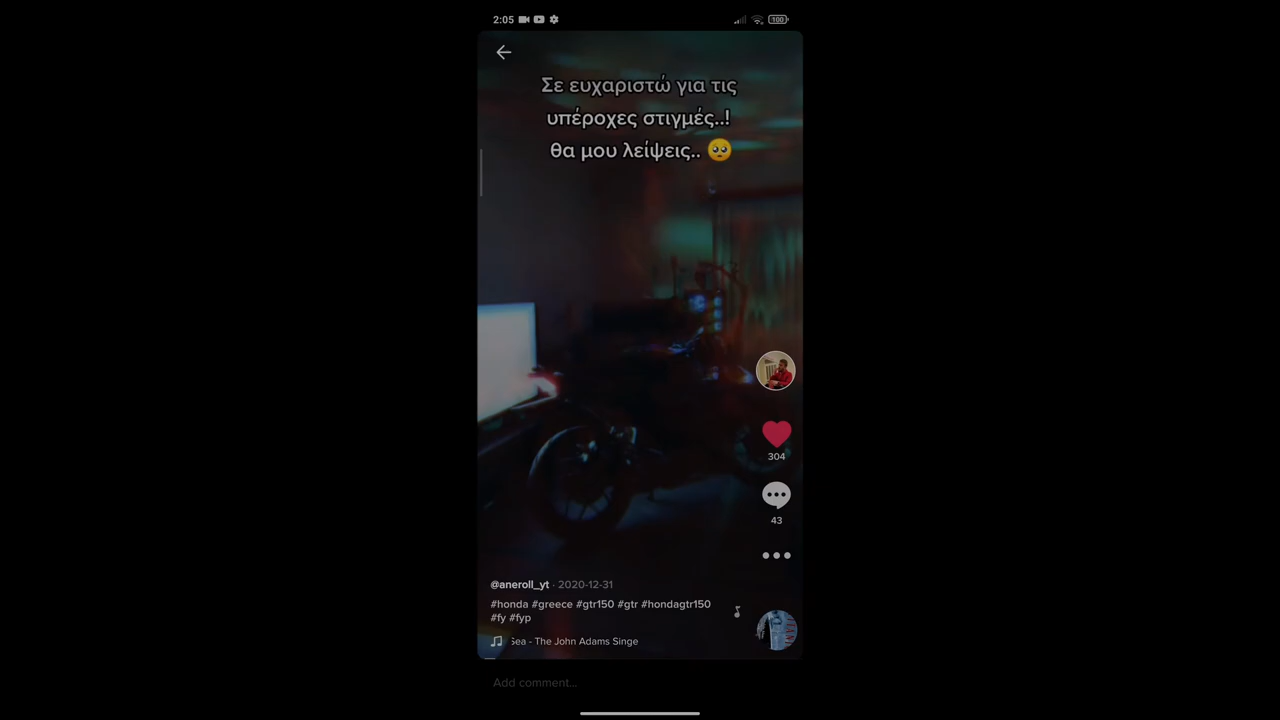 2:05
100
Σε ευχαριστώ για τις
υπέροχες στιγμές..!
θα μου λείψεις.. 🥺
304
43
@aneroll_yt · 2020-12-31
#honda #greece #gtr150 #gtr #hondagtr150
#fy #fyp
Sea - The John Adams Singe
Add comment...